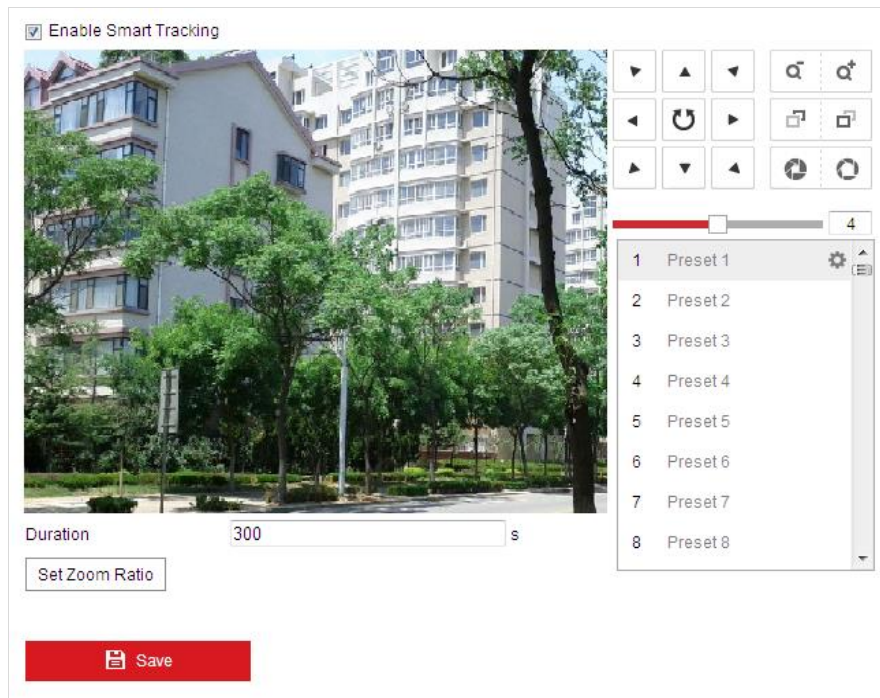 Enable Smart Tracking
4
1 Preset 1
2 Preset 2
3 Preset 3
4 Preset 4
5 Preset 5
6 Preset 6
7 Preset 7
8 Preset 8
Duration 300 s
Set Zoom Ratio
Save